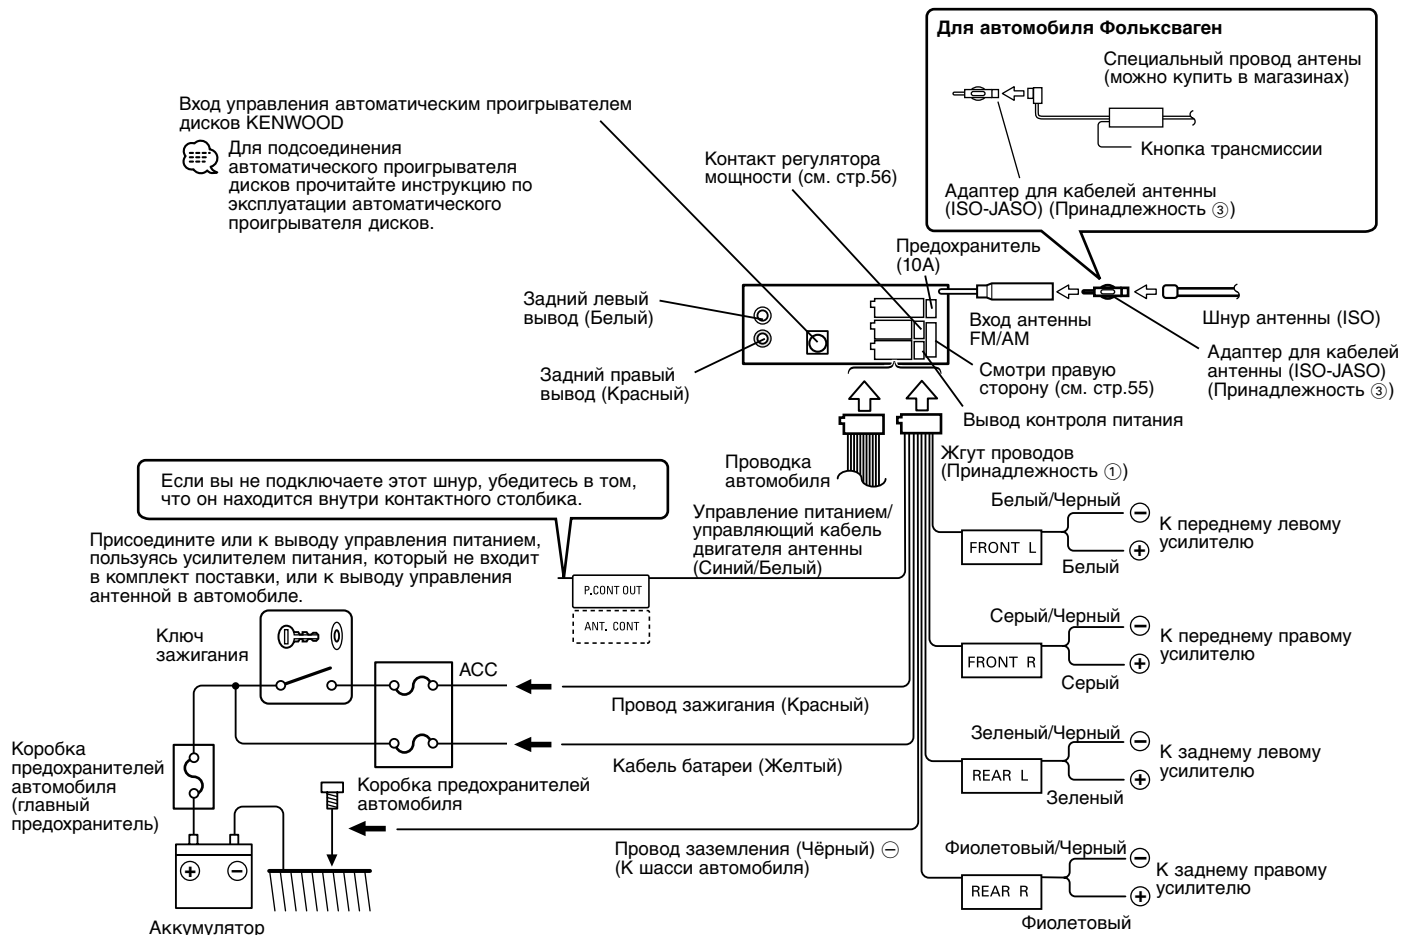 Для автомобиля Фольксваген
Специальный провод антены
(можно купить в магазинах)
Кнопка трансмиссии
Адаптер для кабелей антенны
(ISO-JASO) (Принадлежность ③)
Вход управления автоматическим проигрывателем
дисков KENWOOD
Для подсоединения
автоматического проигрывателя
дисков прочитайте инструкцию по
эксплуатации автоматического
проигрывателя дисков.
Контакт регулятора
мощности (см. стр.56)
Предохранитель
(10A)
Задний левый
вывод (Белый)
Задний правый
вывод (Красный)
Вход антенны
FM/AM
Шнур антенны (ISO)
Адаптер для кабелей
антенны (ISO-JASO)
(Принадлежность ③)
Смотри правую
сторону (см. стр.55)
Вывод контроля питания
Проводка
автомобиля
Жгут проводов
(Принадлежность ①)
Если вы не подключаете этот шнур, убедитесь в том,
что он находится внутри контактного столбика.
Управление питанием/
управляющий кабель
двигателя антенны
(Синий/Белый)
Присоедините или к выводу управления питанием,
пользуясь усилителем питания, который не входит
в комплект поставки, или к выводу управления
антенной в автомобиле.
P.CONT OUT
ANT. CONT
Белый/Черный
⊖
FRONT L
К переднему левому
усилителю
⊕
Белый
Серый/Черный
⊖
FRONT R
К переднему правому
усилителю
⊕
Серый
Ключ
зажигания
ACC
Провод зажигания (Красный)
Кабель батареи (Желтый)
Зеленый/Черный
⊖
REAR L
К заднему левому
усилителю
⊕
Зеленый
Коробка
предохранителей
автомобиля
(главный
предохранитель)
Коробка предохранителей
автомобиля
Провод заземления (Чёрный) ⊖
(К шасси автомобиля)
Фиолетовый/Черный
⊖
REAR R
К заднему правому
усилителю
⊕
Фиолетовый
⊕ ⊖
Аккумулятор